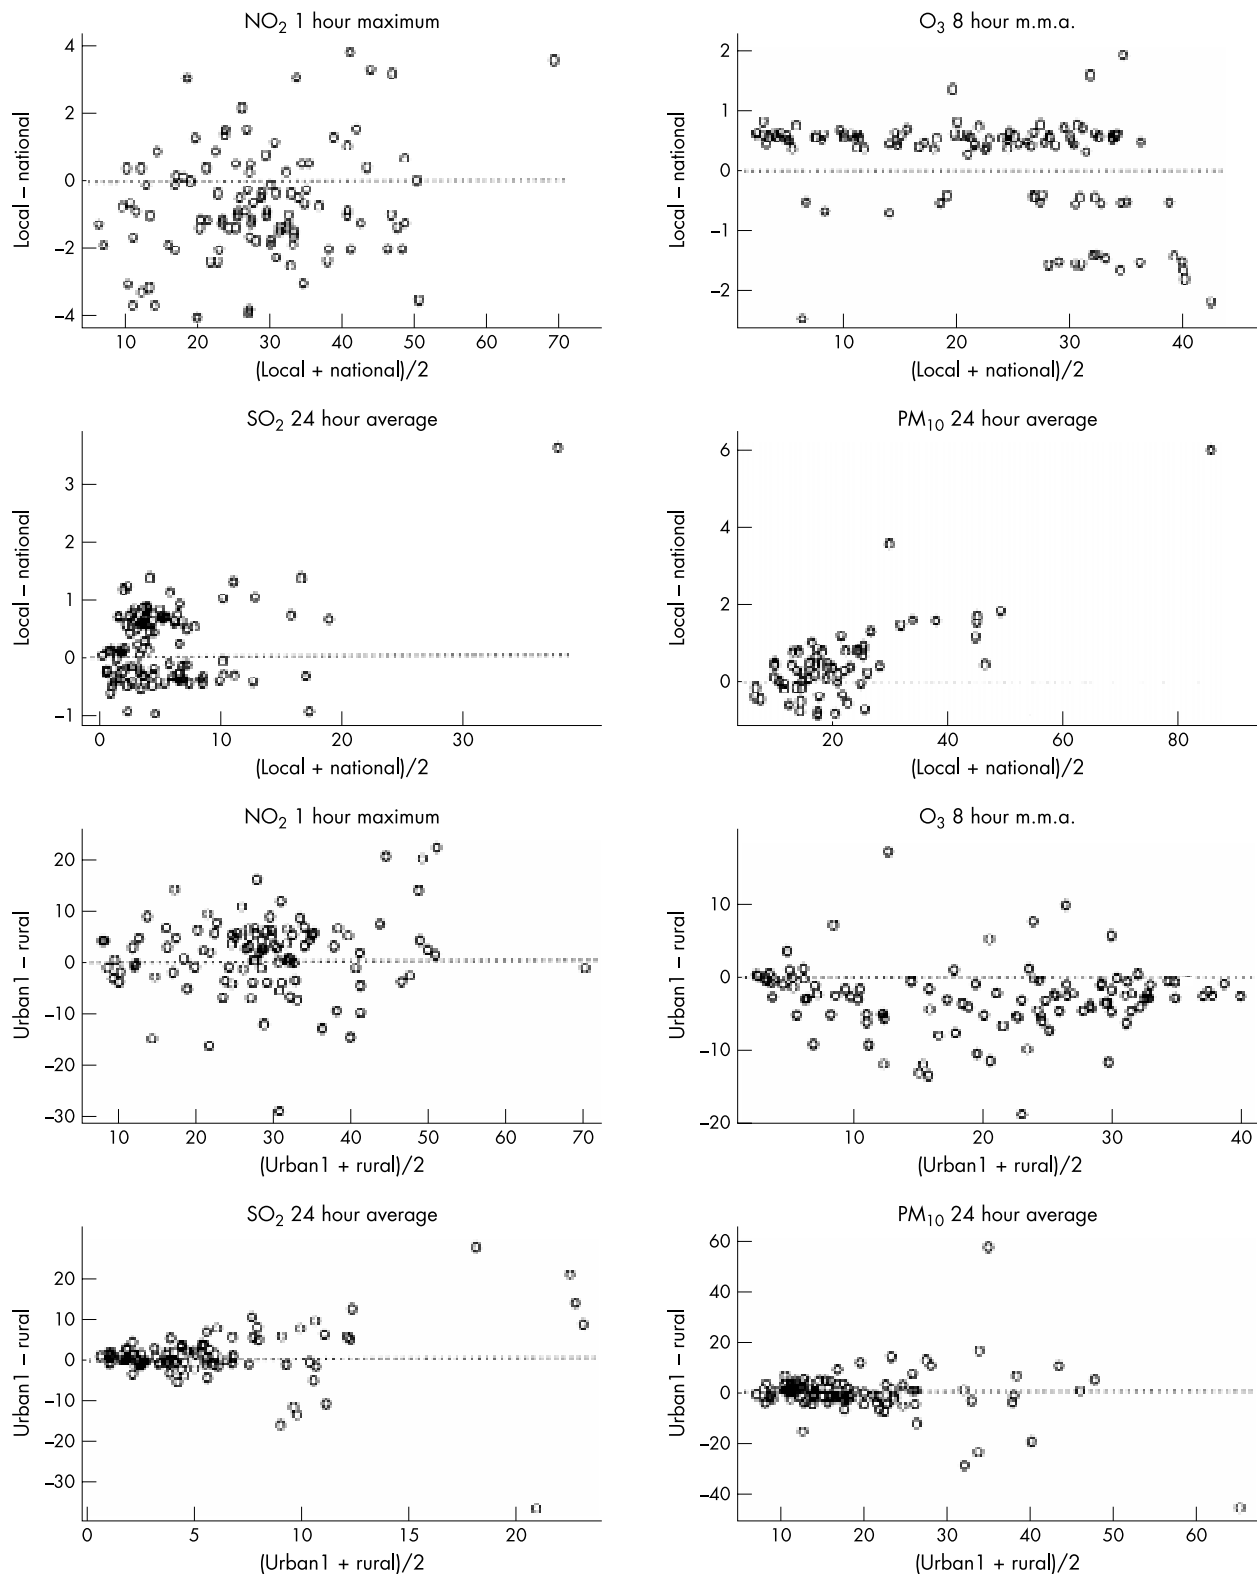 NO2 1 hour maximum
4
2
0
−2
−4
Local – national
10 20 30 40 50 60 70
(Local + national)/2
O3 8 hour m.m.a.
2
1
0
−1
−2
Local – national
10 20 30 40
(Local + national)/2
SO2 24 hour average
3
2
1
0
−1
Local – national
0 10 20 30
(Local + national)/2
PM10 24 hour average
6
4
2
0
Local – national
20 40 60 80
(Local + national)/2
NO2 1 hour maximum
20
10
0
−10
−20
−30
Urban1 – rural
10 20 30 40 50 60 70
(Urban1 + rural)/2
O3 8 hour m.m.a.
10
0
−10
−20
Urban1 – rural
10 20 30 40
(Urban1 + rural)/2
SO2 24 hour average
20
10
0
−10
−20
−30
Urban1 – rural
0 5 10 15 20
(Urban1 + rural)/2
PM10 24 hour average
60
40
20
0
−20
−40
Urban1 – rural
10 20 30 40 50 60
(Urban1 + rural)/2